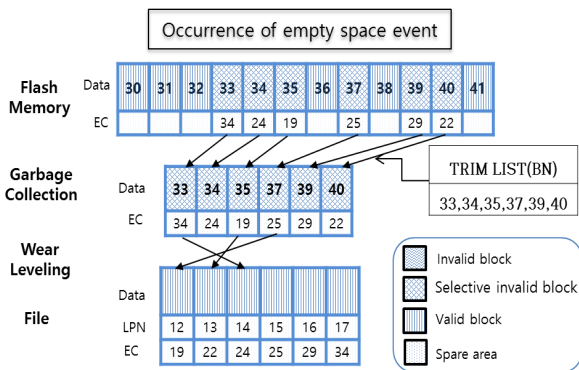 Occurrence of empty space event
Flash Memory
Data 30 31 32 33 34 35 36 37 38 39 40 41
EC 34 24 19 25 29 22
Garbage Collection
TRIM LIST(BN)
33,34,35,37,39,40
Data 33 34 35 37 39 40
EC 34 24 19 25 29 22
Wear Leveling
Invalid block
Selective invalid block
Valid block
Spare area
File
Data
LPN 12 13 14 15 16 17
EC 19 22 24 25 29 34